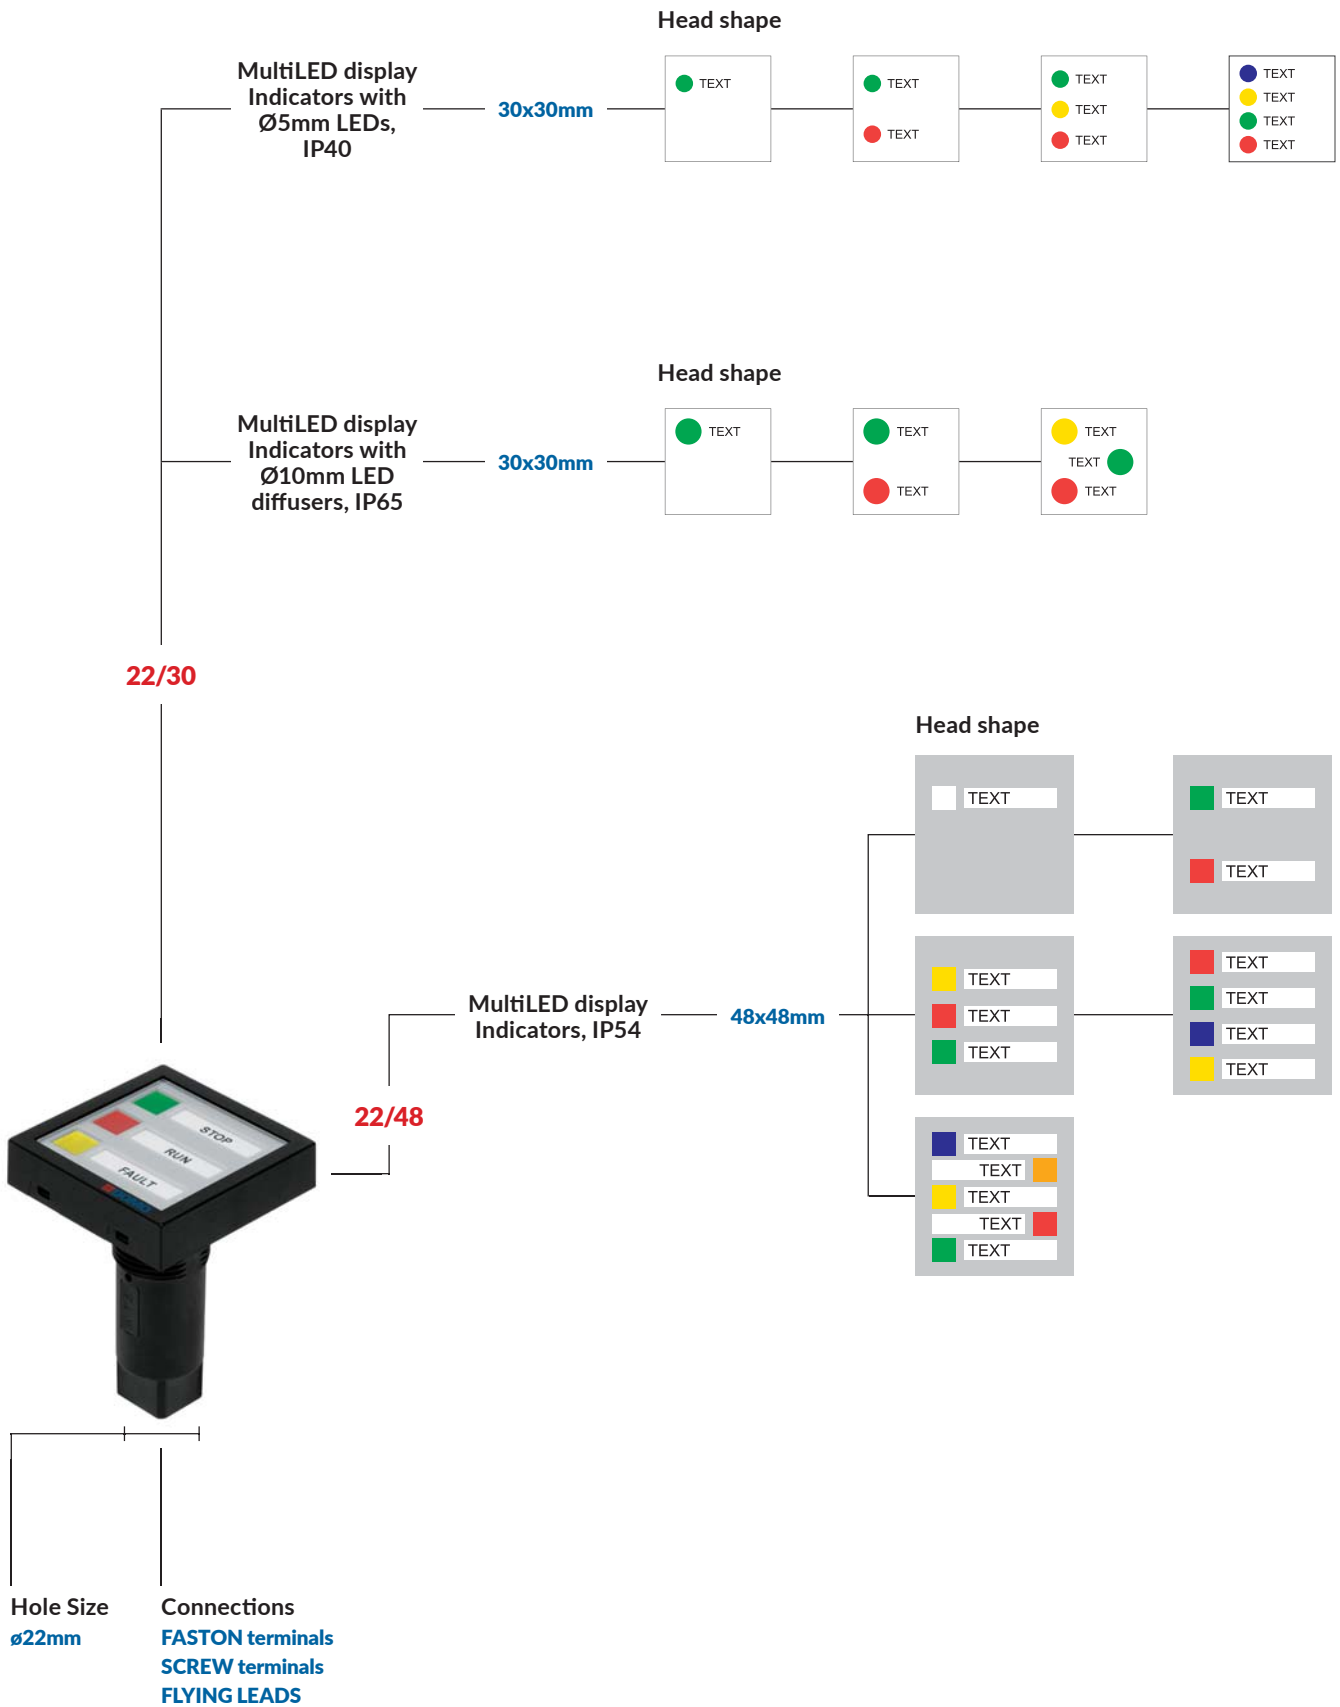 Head shape
MultiLED display
Indicators with
Ø5mm LEDs,
IP40
30x30mm
TEXT
TEXT
TEXT
TEXT
TEXT
TEXT
TEXT
TEXT
TEXT
TEXT
Head shape
MultiLED display
Indicators with
Ø10mm LED
diffusers, IP65
30x30mm
TEXT
TEXT
TEXT
TEXT
TEXT
TEXT
22/30
Head shape
TEXT
TEXT
TEXT
MultiLED display
Indicators, IP54
48x48mm
TEXT
TEXT
TEXT
TEXT
TEXT
TEXT
TEXT
TEXT
TEXT
TEXT
TEXT
TEXT
22/48
STOP
RUN
FAULT
Hole Size
ø22mm
Connections
FASTON terminals
SCREW terminals
FLYING LEADS